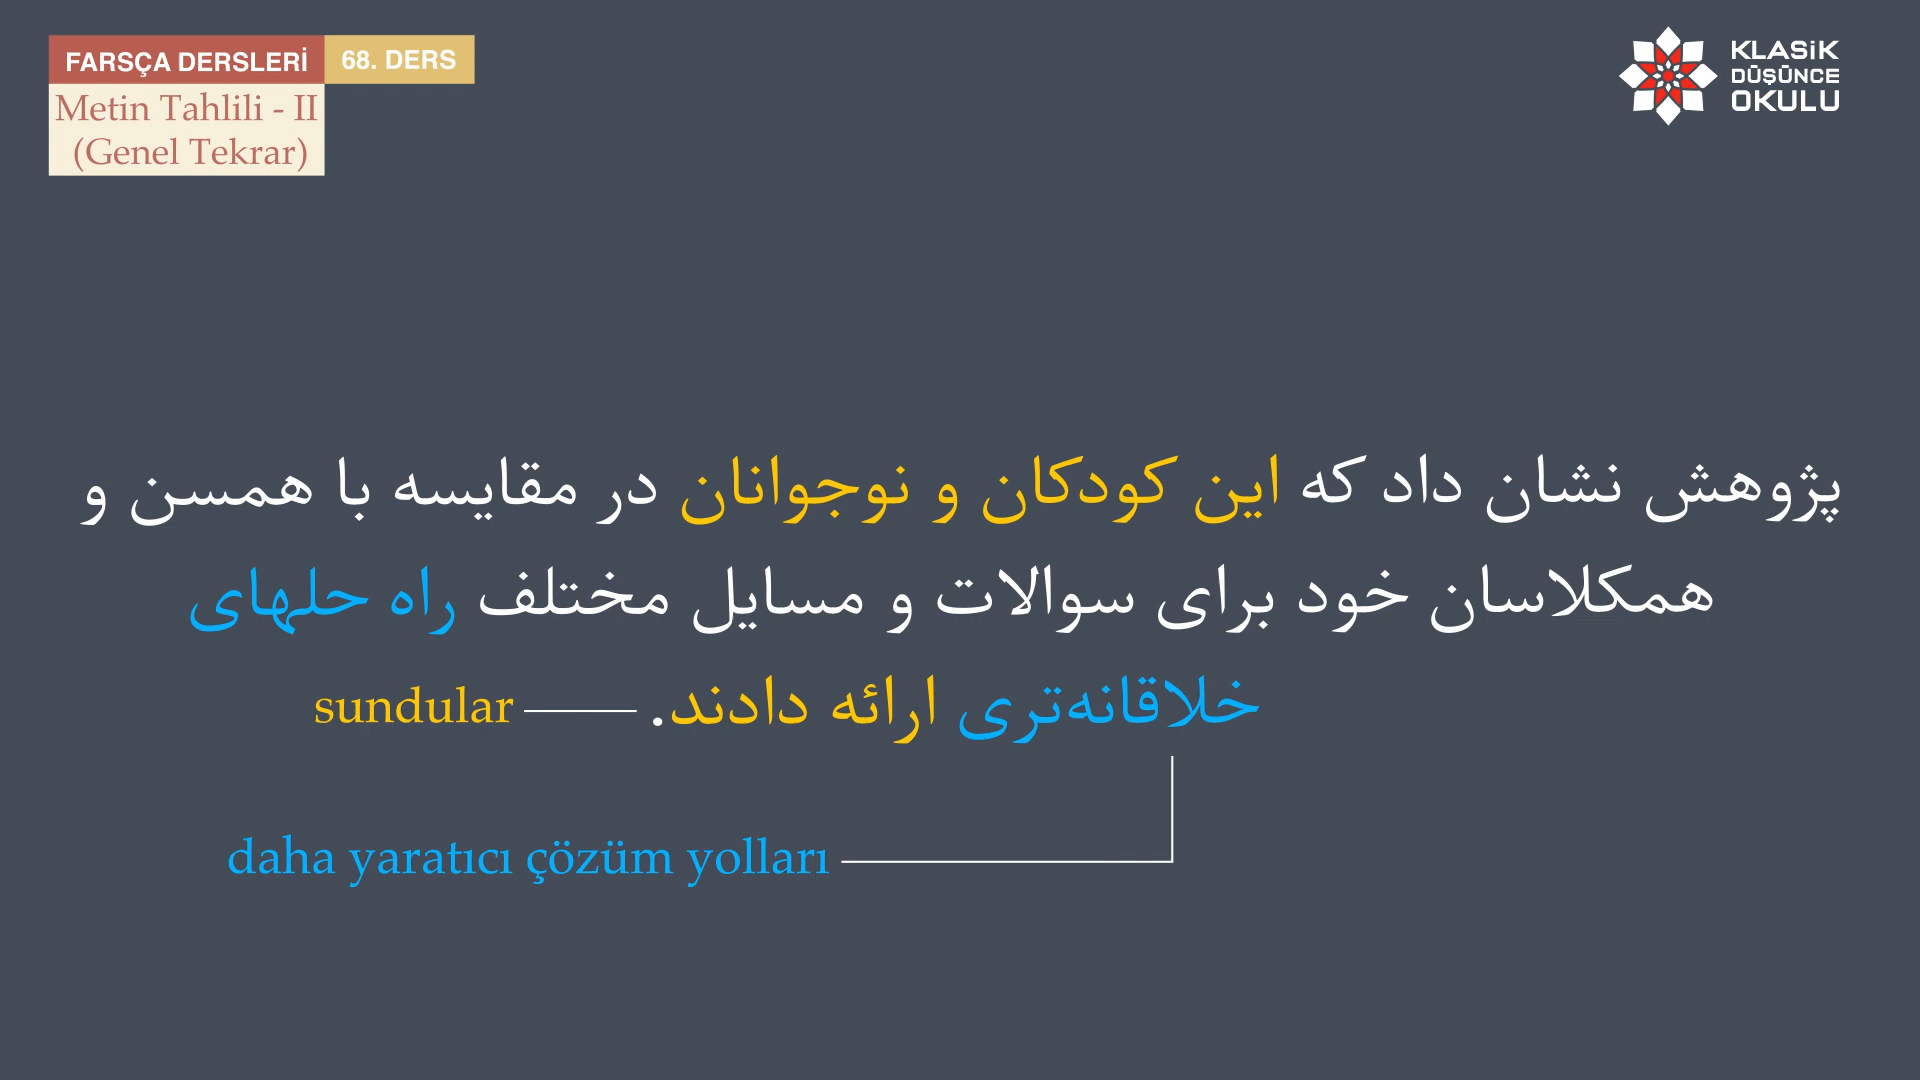 FARSÇA DERSLERİ 68. DERS
Metin Tahlili - II
(Genel Tekrar)
KLASiK
DÜŞÜNCE
OKULU
پژوهش نشان داد که این کودکان و نوجوانان در مقایسه با همسن و
همکلاسان خود برای سوالات و مسایل مختلف راه حلهای
خلاقانه‌تری ارائه دادند.
sundular
daha yaratıcı çözüm yolları